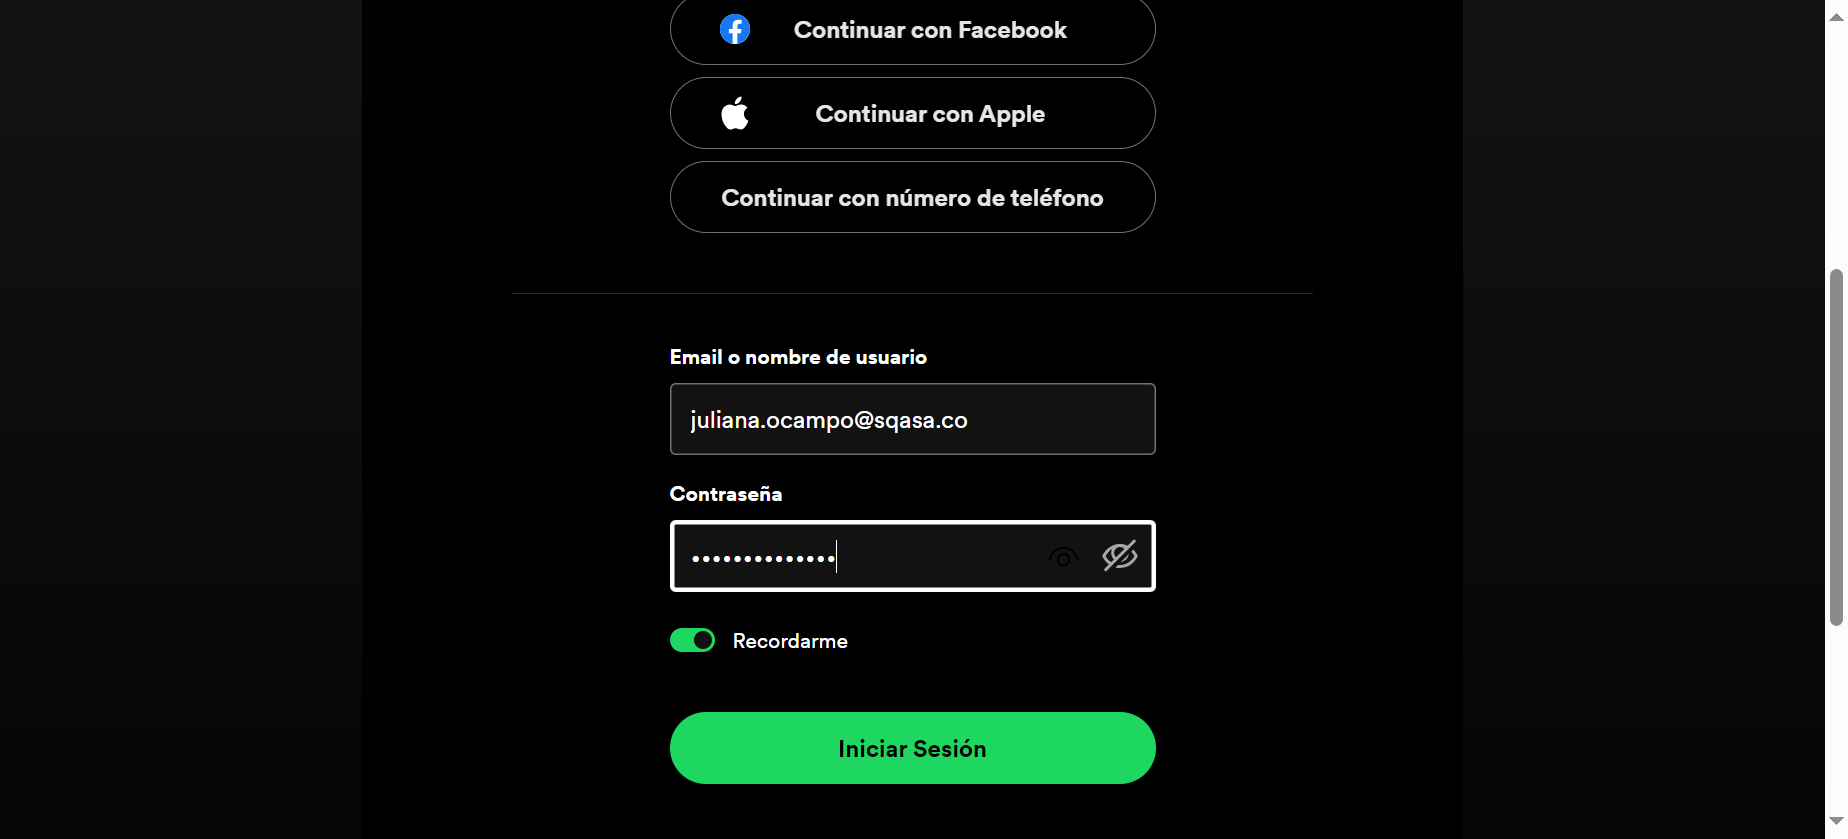 Continuar con Facebook
Continuar con Apple
Continuar con número de teléfono
Email o nombre de usuario
juliana.ocampo@sqasa.co
Contraseña
••••••••••••••
Recordarme
Iniciar Sesión